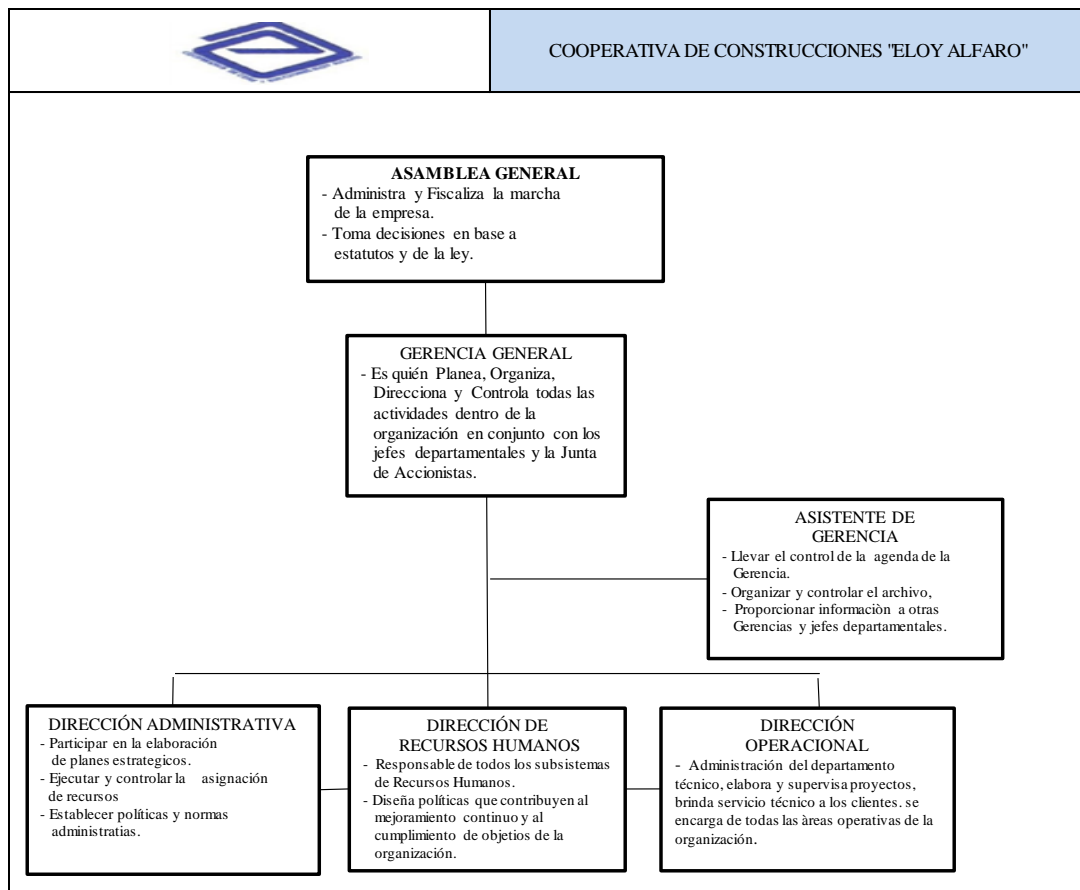 COOPERATIVA DE CONSTRUCCIONES "ELOY ALFARO"
ASAMBLEA GENERAL
- Administra y Fiscaliza la marcha
de la empresa.
- Toma decisiones en base a
estatutos y de la ley.
GERENCIA GENERAL
- Es quién Planea, Organiza,
Direcciona y Controla todas las
actividades dentro de la
organización en conjunto con los
jefes departamentales y la Junta
de Accionistas.
ASISTENTE DE
GERENCIA
- Llevar el control de la agenda de la
Gerencia.
- Organizar y controlar el archivo,
- Proporcionar informaciòn a otras
Gerencias y jefes departamentales.
DIRECCIÓN ADMINISTRATIVA
- Participar en la elaboración
de planes estrategicos.
- Ejecutar y controlar la asignación
de recursos
- Establecer políticas y normas
administratias.
DIRECCIÓN DE
RECURSOS HUMANOS
- Responsable de todos los subsistemas
de Recursos Humanos.
- Diseña políticas que contribuyen al
mejoramiento continuo y al
cumplimiento de objetios de la
organización.
DIRECCIÓN
OPERACIONAL
- Administración del departamento
técnico, elabora y supervisa proyectos,
brinda servicio técnico a los clientes. se
encarga de todas las àreas operativas de la
organización.